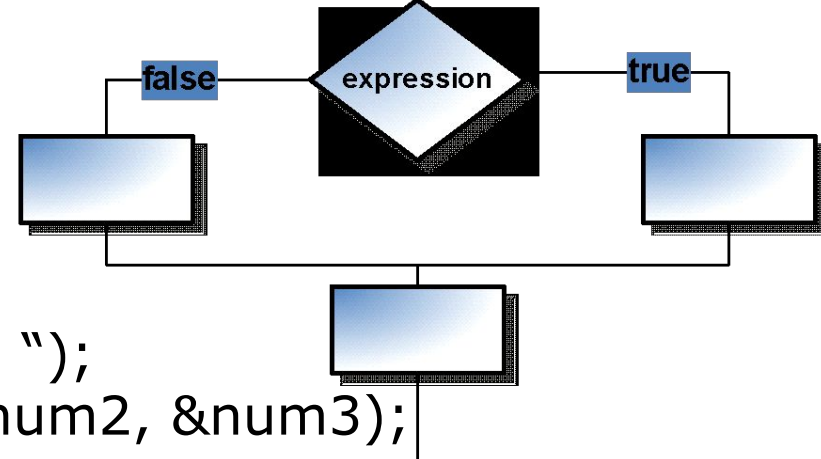 false
expression
true
“);
num2, &num3);